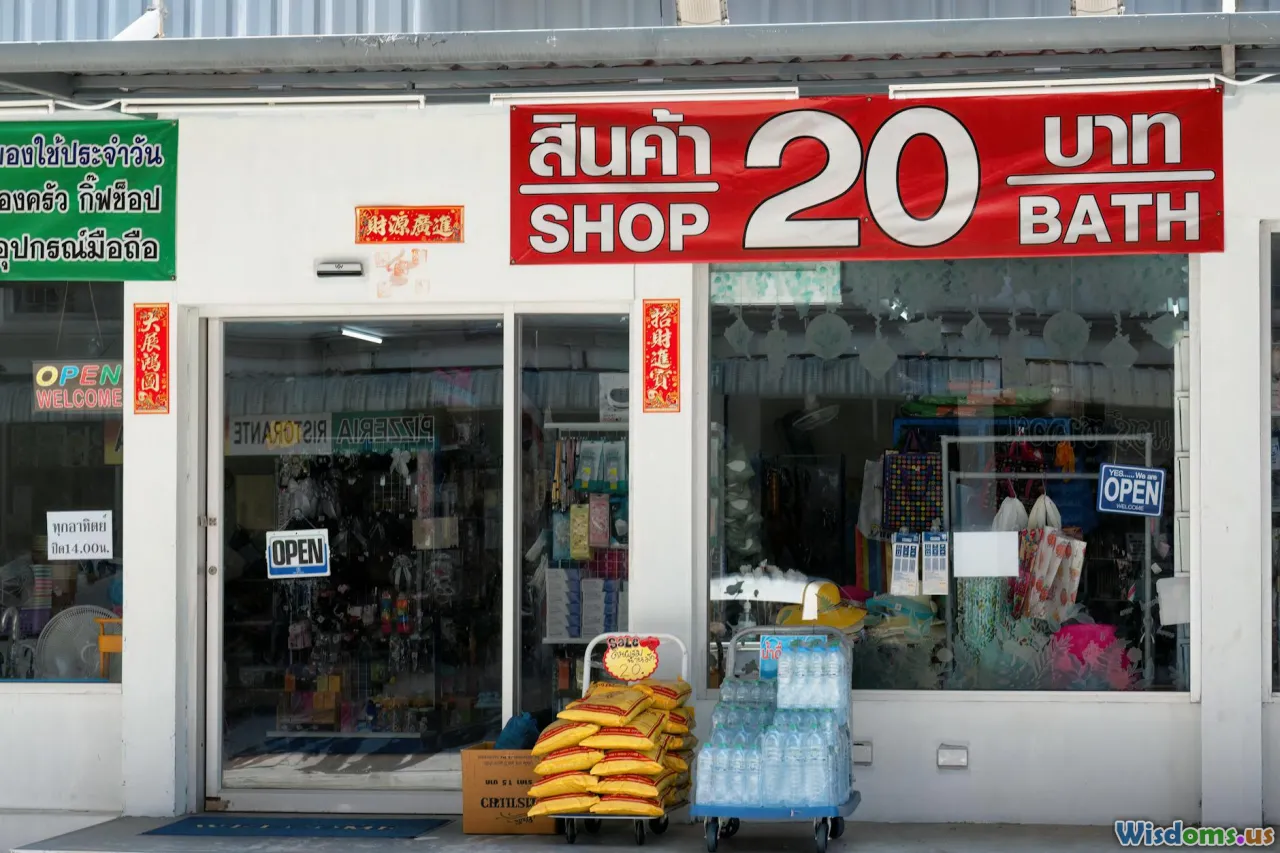 ของใช้ประจำวัน
องครัว กิ๊ฟช็อป
อุปกรณ์มือถือ
สินค้า 20 บาท
SHOP BATH
財源廣進
大展鴻圖
招財進寶
OPEN
WELCOME
PIZZERIA RISTORANTE
YES..... We are
OPEN
WELCOME
ทุกอาทิตย์
ปิด14.00น.
OPEN
SALE
20.-
WELCOME
Wisdoms.us